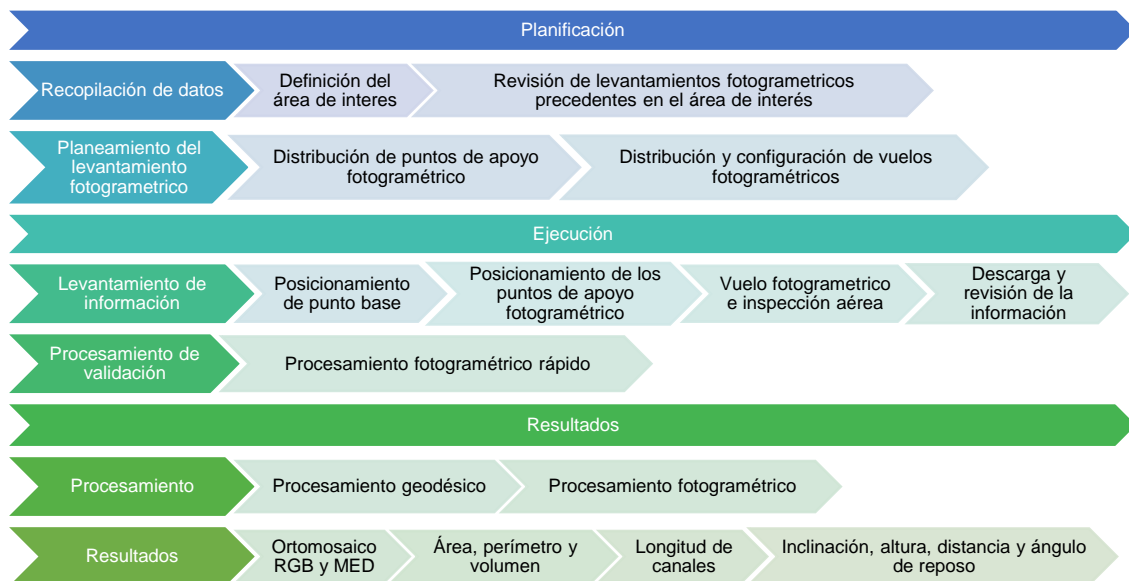 Planificación
Recopilación de datos
Definición del
área de interes
Revisión de levantamientos fotogrametricos
precedentes en el área de interés
Planeamiento del
levantamiento
fotogrametrico
Distribución de puntos de apoyo
fotogramétrico
Distribución y configuración de vuelos
fotogramétricos
Ejecución
Levantamiento de
información
Posicionamiento
de punto base
Posicionamiento de los
puntos de apoyo
fotogramétrico
Vuelo fotogrametrico
e inspección aérea
Descarga y
revisión de la
información
Procesamiento de
validación
Procesamiento fotogramétrico rápido
Resultados
Procesamiento
Procesamiento geodésico
Procesamiento fotogramétrico
Resultados
Ortomosaico
RGB y MED
Área, perímetro y
volumen
Longitud de
canales
Inclinación, altura, distancia y ángulo
de reposo